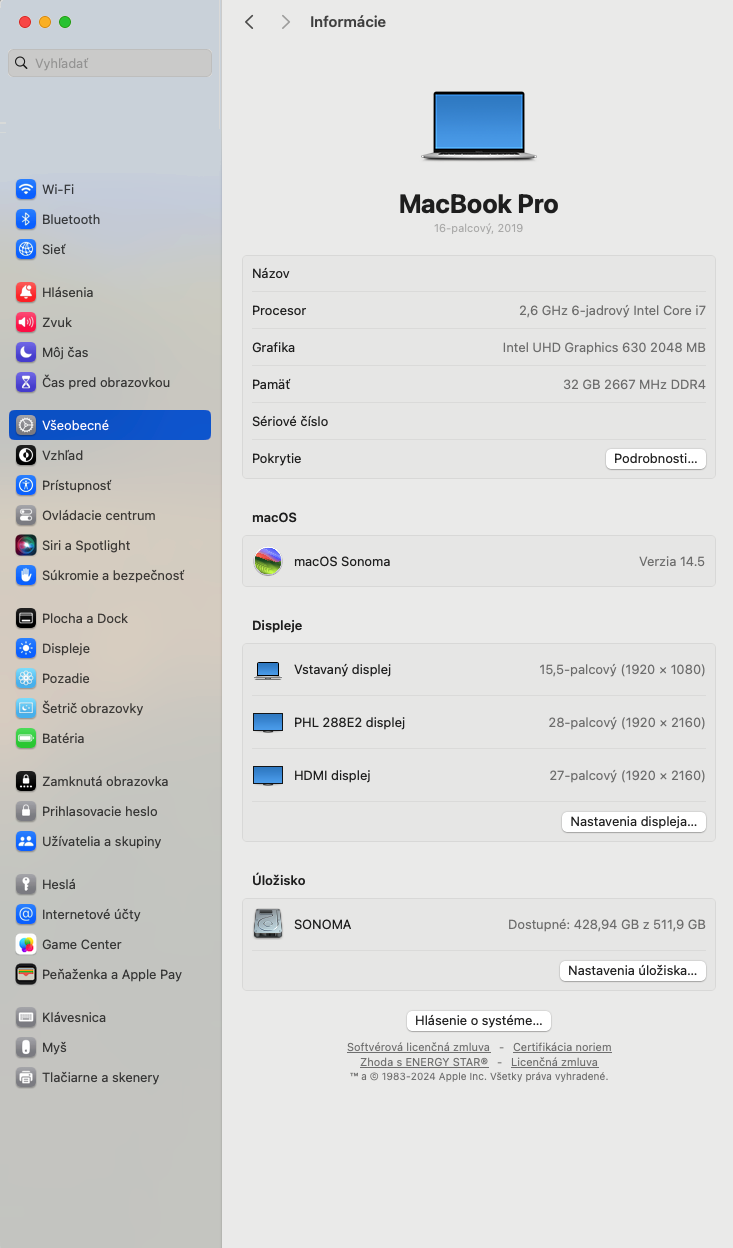 Informácie
Vyhľadať
Wi-Fi
Bluetooth
Sieť
Hlásenia
Zvuk
Môj čas
Čas pred obrazovkou
Všeobecné
Vzhľad
Prístupnosť
Ovládacie centrum
Siri a Spotlight
Súkromie a bezpečnosť
Plocha a Dock
Displeje
Pozadie
Šetrič obrazovky
Batéria
Zamknutá obrazovka
Prihlasovacie heslo
Užívatelia a skupiny
Heslá
Internetové účty
Game Center
Peňaženka a Apple Pay
Klávesnica
Myš
Tlačiarne a skenery
MacBook Pro
16-palcový, 2019
Názov
Procesor 2,6 GHz 6-jadrový Intel Core i7
Grafika Intel UHD Graphics 630 2048 MB
Pamäť 32 GB 2667 MHz DDR4
Sériové číslo
Pokrytie Podrobnosti...
macOS
macOS Sonoma Verzia 14.5
Displeje
Vstavaný displej 15,5-palcový (1920 × 1080)
PHL 288E2 displej 28-palcový (1920 × 2160)
HDMI displej 27-palcový (1920 × 2160)
Nastavenia displeja...
Úložisko
SONOMA Dostupné: 428,94 GB z 511,9 GB
Nastavenia úložiska...
Hlásenie o systéme...
Softvérová licenčná zmluva - Certifikácia noriem
Zhoda s ENERGY STAR® - Licenčná zmluva
™ a © 1983-2024 Apple Inc. Všetky práva vyhradené.